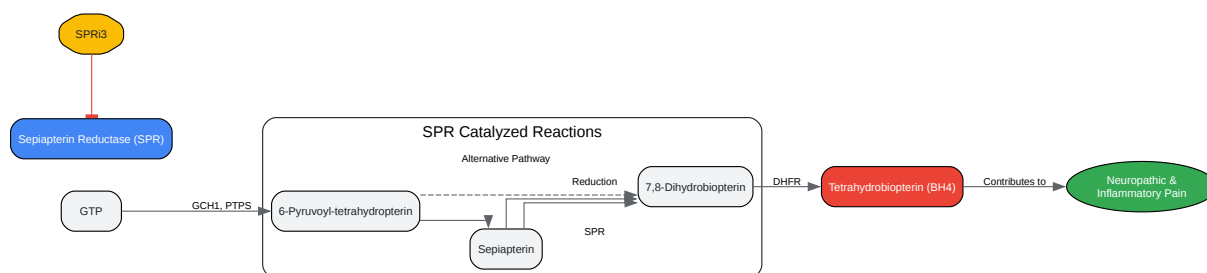 SPRi3
Sepiapterin Reductase (SPR)
SPR Catalyzed Reactions
Alternative Pathway
Reduction
7,8-Dihydrobiopterin
DHFR
Tetrahydrobiopterin (BH4)
Contributes to
Neuropathic &
Inflammatory Pain
GTP
GCH1, PTPS
6-Pyruvoyl-tetrahydropterin
SPR
Sepiapterin